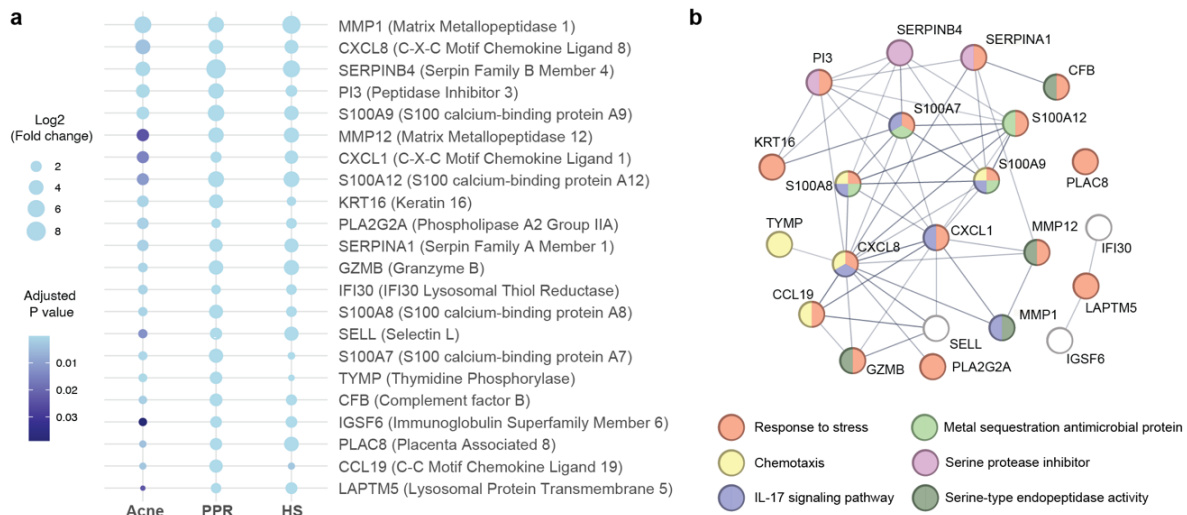 a
Log2
(Fold change)
2
4
6
8
Adjusted
P value
0.01
0.02
0.03
MMP1 (Matrix Metallopeptidase 1)
CXCL8 (C-X-C Motif Chemokine Ligand 8)
SERPINB4 (Serpin Family B Member 4)
PI3 (Peptidase Inhibitor 3)
S100A9 (S100 calcium-binding protein A9)
MMP12 (Matrix Metallopeptidase 12)
CXCL1 (C-X-C Motif Chemokine Ligand 1)
S100A12 (S100 calcium-binding protein A12)
KRT16 (Keratin 16)
PLA2G2A (Phospholipase A2 Group IIA)
SERPINA1 (Serpin Family A Member 1)
GZMB (Granzyme B)
IFI30 (IFI30 Lysosomal Thiol Reductase)
S100A8 (S100 calcium-binding protein A8)
SELL (Selectin L)
S100A7 (S100 calcium-binding protein A7)
TYMP (Thymidine Phosphorylase)
CFB (Complement factor B)
IGSF6 (Immunoglobulin Superfamily Member 6)
PLAC8 (Placenta Associated 8)
CCL19 (C-C Motif Chemokine Ligand 19)
LAPTM5 (Lysosomal Protein Transmembrane 5)
Acne PPR HS
b
SERPINB4
SERPINA1
PI3
CFB
S100A7
S100A12
KRT16
S100A9
S100A8
PLAC8
TYMP
CXCL8
CXCL1
MMP12
IFI30
CCL19
MMP1
LAPTM5
SELL
GZMB
PLA2G2A
IGSF6
Response to stress
Metal sequestration antimicrobial protein
Chemotaxis
Serine protease inhibitor
IL-17 signaling pathway
Serine-type endopeptidase activity